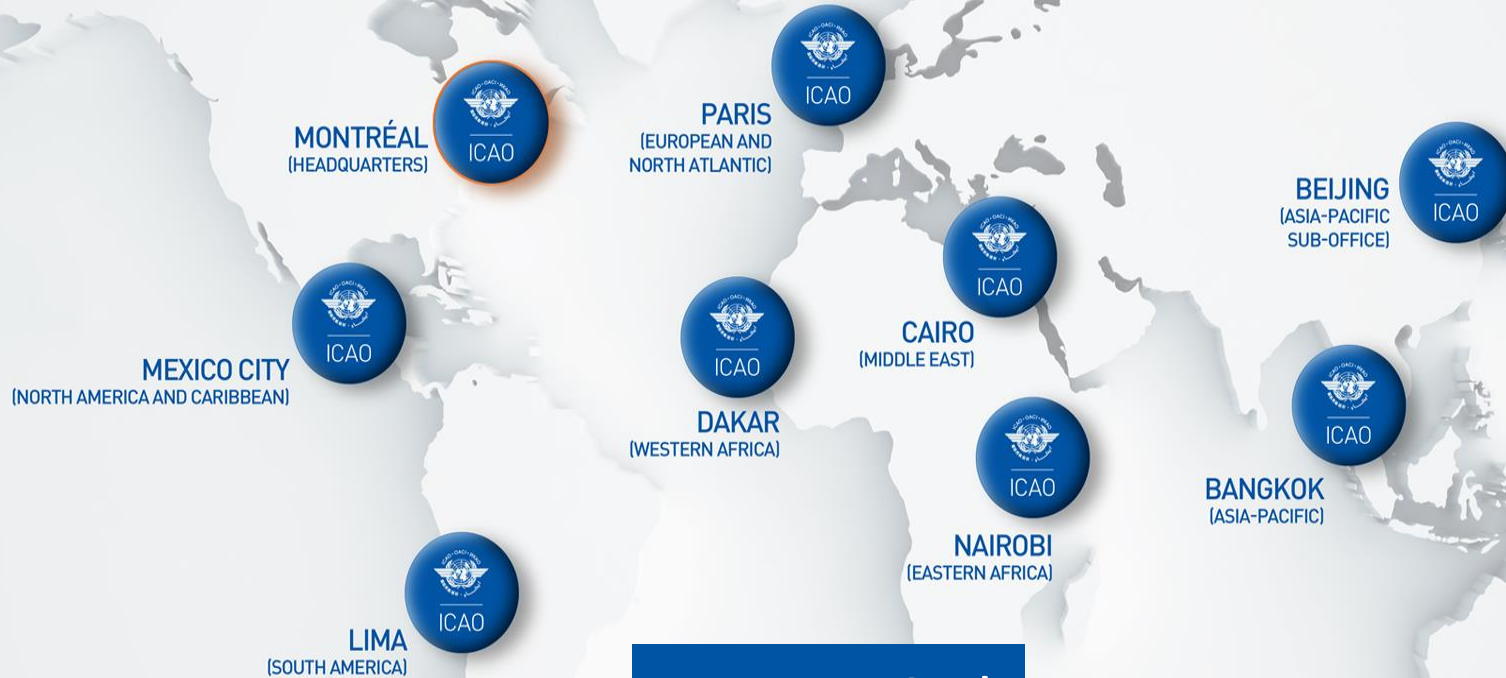 ICAO
PARIS
(EUROPEAN AND
NORTH ATLANTIC)
ICAO
MONTRÉAL
(HEADQUARTERS)
ICAO
BEIJING
(ASIA-PACIFIC
SUB-OFFICE)
ICAO
CAIRO
(MIDDLE EAST)
ICAO
MEXICO CITY
(NORTH AMERICA AND CARIBBEAN)
ICAO
DAKAR
(WESTERN AFRICA)
ICAO
BANGKOK
(ASIA-PACIFIC)
ICAO
NAIROBI
(EASTERN AFRICA)
ICAO
LIMA
(SOUTH AMERICA)